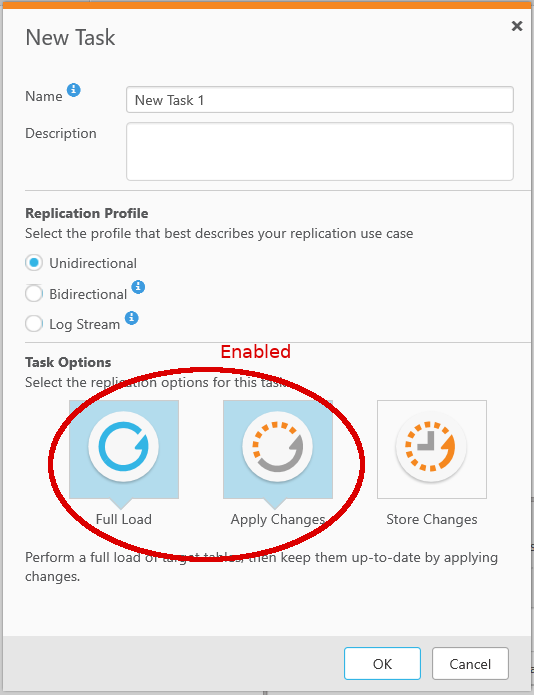 New Task
Name
New Task 1
Description
Replication Profile
Select the profile that best describes your replication use case
Unidirectional
Bidirectional
Log Stream
Enabled
Task Options
Select the replication options for this task.
Full Load
Apply Changes
Store Changes
Perform a full load of target tables, then keep them up-to-date by applying
changes.
OK
Cancel